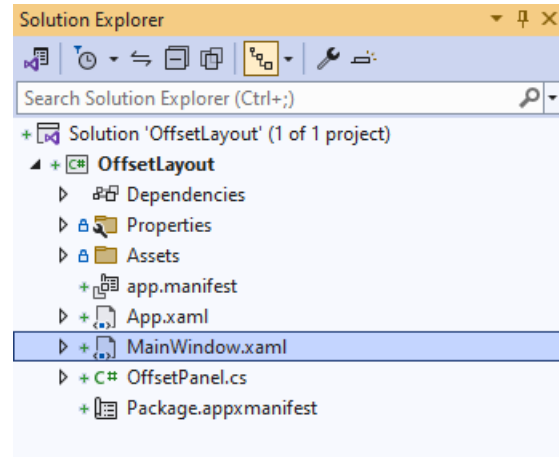 Solution Explorer
Search Solution Explorer (Ctrl+;)
Solution 'OffsetLayout' (1 of 1 project)
C# OffsetLayout
Dependencies
Properties
Assets
app.manifest
App.xaml
MainWindow.xaml
C# OffsetPanel.cs
Package.appxmanifest